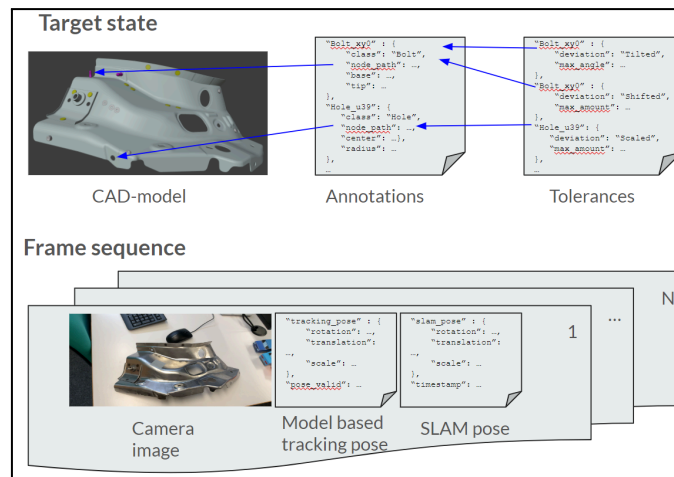 Target state
"Bolt_xy0" : {
"class": "Bolt",
"node_path": …,
"base": …,
"tip": …
},
"Hole_u39": {
"class": "Hole",
"node_path": …,
"center": …},
"radius": …
},
…
"Bolt_xy0" : {
"deviation": "Tilted",
"max_angle": …
},
"Bolt_xy0": {
"deviation": "Shifted",
"max_amount": …
},
"Hole_u39": {
"deviation": "Scaled",
"max_amount": …
},
…
CAD-model
Annotations
Tolerances
Frame sequence
N
…
1
"tracking_pose" : {
"rotation": …,
"translation":
…,
"scale": …
},
"pose_valid": …
"slam_pose" : {
"rotation": …,
"translation":
…,
"scale": …
},
"timestamp": …
Camera
image
Model based
tracking pose
SLAM pose